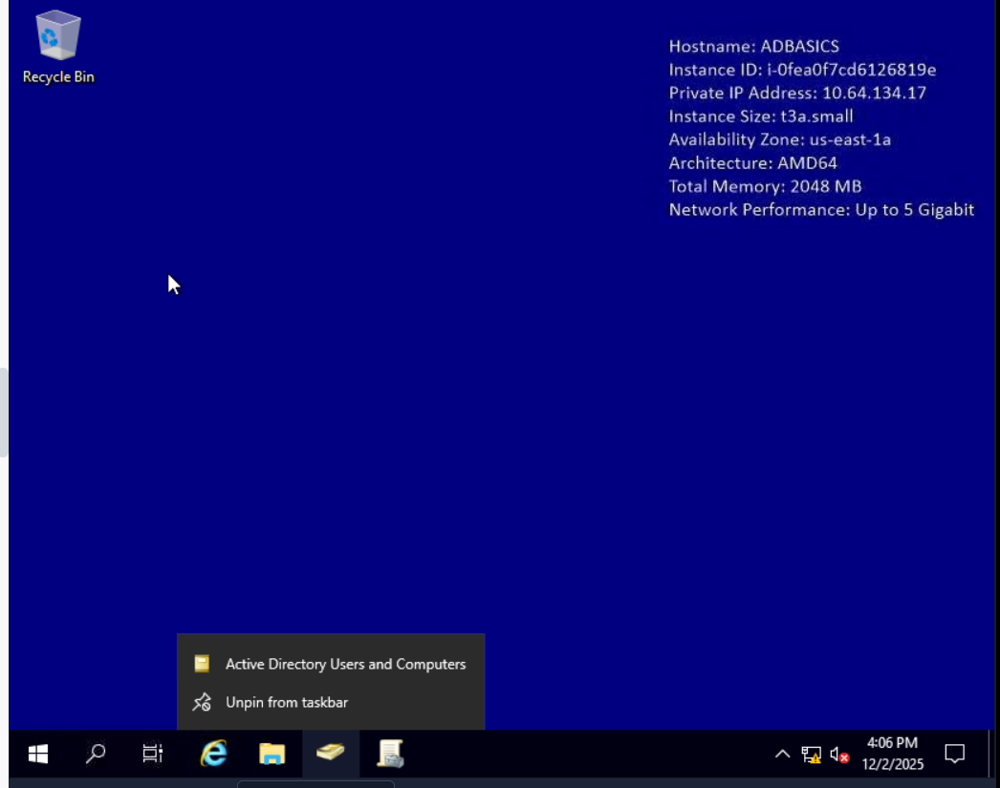 Recycle Bin
Hostname: ADBASICS
Instance ID: i-0fea0f7cd6126819e
Private IP Address: 10.64.134.17
Instance Size: t3a.small
Availability Zone: us-east-1a
Architecture: AMD64
Total Memory: 2048 MB
Network Performance: Up to 5 Gigabit
Active Directory Users and Computers
Unpin from taskbar
4:06 PM
12/2/2025